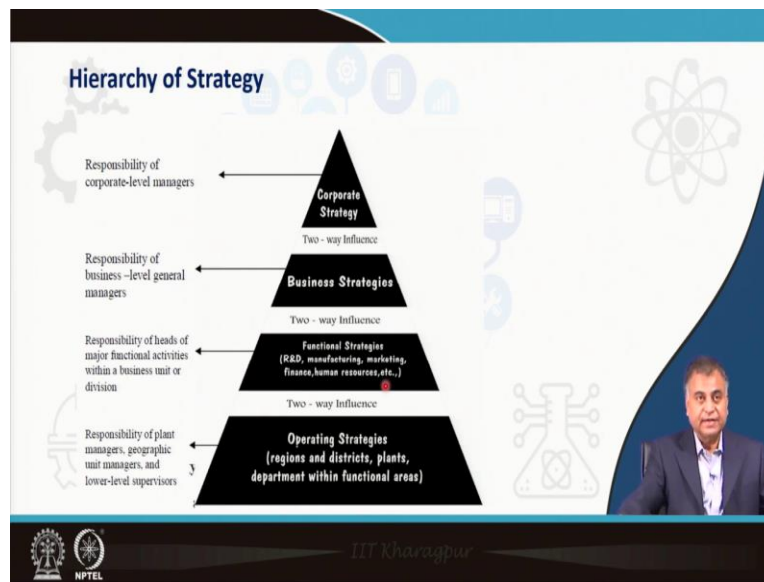 Hierarchy of Strategy
Responsibility of
corporate-level managers
Corporate
Strategy
Two - way Influence
Responsibility of
business –level general
managers
Business Strategies
Two - way Influence
Responsibility of heads of
major functional activities
within a business unit or
division
Functional Strategies
(R&D, manufacturing, marketing,
finance,human resources,etc.,)
Two - way Influence
Responsibility of plant
managers, geographic
unit managers, and
lower-level supervisors
y
Operating Strategies
(regions and districts, plants,
department within functional areas)
IIT Kharagpur
NPTEL